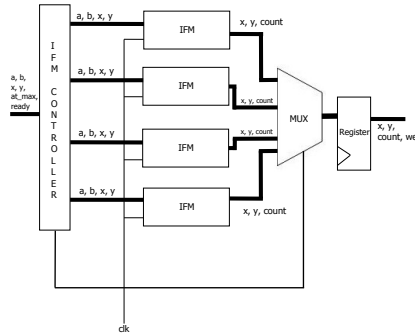 a, b, x, y
IFM
x, y, count
I
F
M
C
O
N
T
R
O
L
L
E
R
a, b,
x, y,
at_max,
ready
a, b, x, y
IFM
x, y, count
MUX
Register
x, y,
count, we
a, b, x, y
IFM
x, y, count
a, b, x, y
IFM
x, y, count
clk